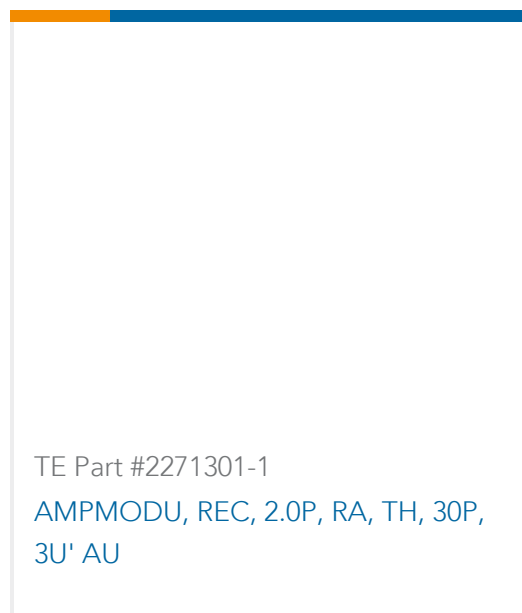 TE Part #2271301-1
AMPMODU, REC, 2.0P, RA, TH, 30P,
3U' AU